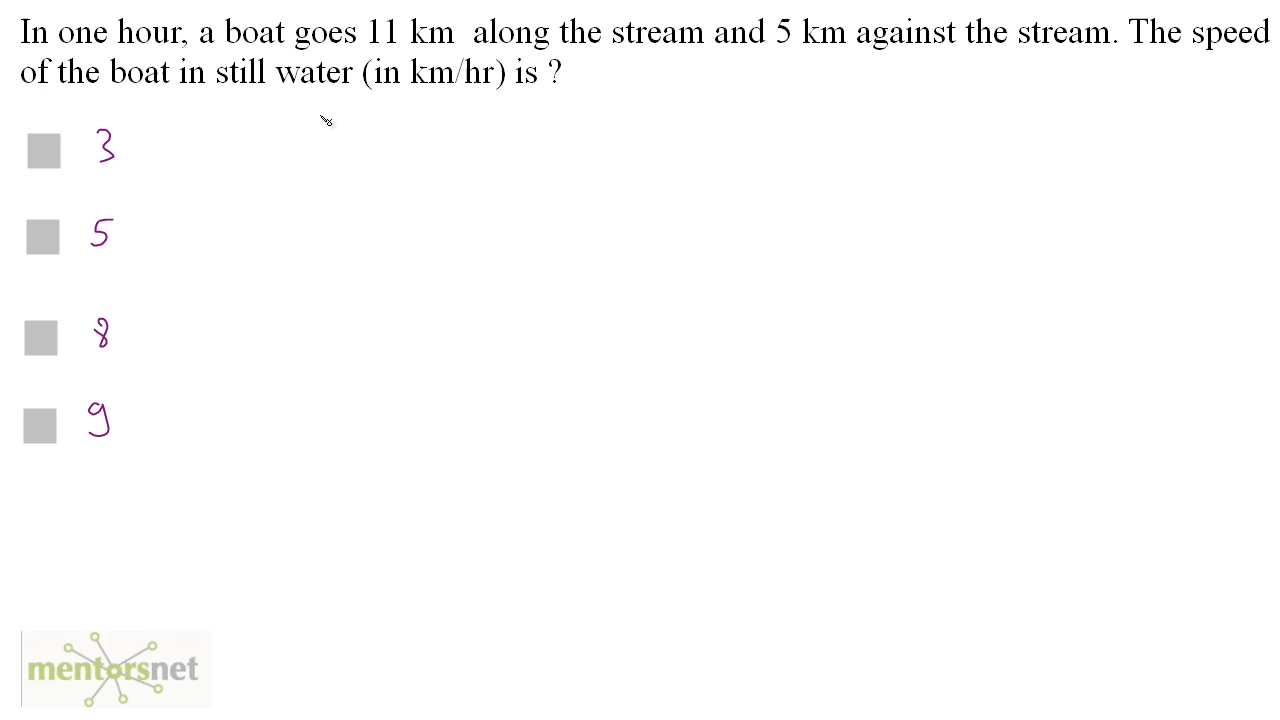 In one hour, a boat goes 11 km along the stream and 5 km against the stream. The speed
of the boat in still water (in km/hr) is ?
3
5
8
9
mentorsnet